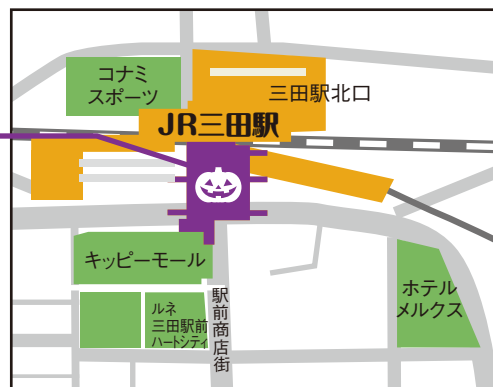 コナミ
スポーツ
三田駅北口
JR三田駅
キッピーモール
ルネ
三田駅前
ハートシティ
駅前商店街
ホテル
メルクス